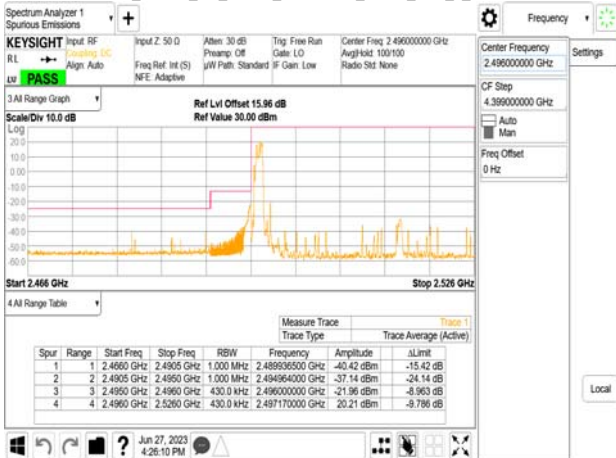 Spectrum Analyzer 1
Spurious Emissions
+
Frequency
KEYSIGHT Input: RF Input Z: 50 Ω Atten: 30 dB Trig: Free Run Center Freq: 2.496000000 GHz
RL Coupling: DC Preamp: Off Gate: LO Avg|Hold: 100/100
Align: Auto Freq Ref: Int (S) µW Path: Standard IF Gain: Low Radio Std: None
NFE: Adaptive
PASS
Center Frequency
2.496000000 GHz
Settings
CF Step
4.399000000 GHz
Auto
Man
Freq Offset
0 Hz
Local
3 All Range Graph
Ref Lvl Offset 15.96 dB
Scale/Div 10.0 dB Ref Value 30.00 dBm
Log
20.0
10.0
0.00
-10.0
-20.0
-30.0
-40.0
-50.0
-60.0
Start 2.466 GHz Stop 2.526 GHz
4 All Range Table
Measure Trace Trace 1
Trace Type Trace Average (Active)
Spur Range Start Freq Stop Freq RBW Frequency Amplitude ΔLimit
1 1 2.4660 GHz 2.4905 GHz 1.000 MHz 2.489936500 GHz -40.42 dBm -15.42 dB
2 2 2.4905 GHz 2.4950 GHz 1.000 MHz 2.494964000 GHz -37.14 dBm -24.14 dB
3 3 2.4950 GHz 2.4960 GHz 430.0 kHz 2.496000000 GHz -21.96 dBm -8.963 dB
4 4 2.4960 GHz 2.5260 GHz 430.0 kHz 2.497170000 GHz 20.21 dBm -9.786 dB
?
Jun 27, 2023
4:26:10 PM